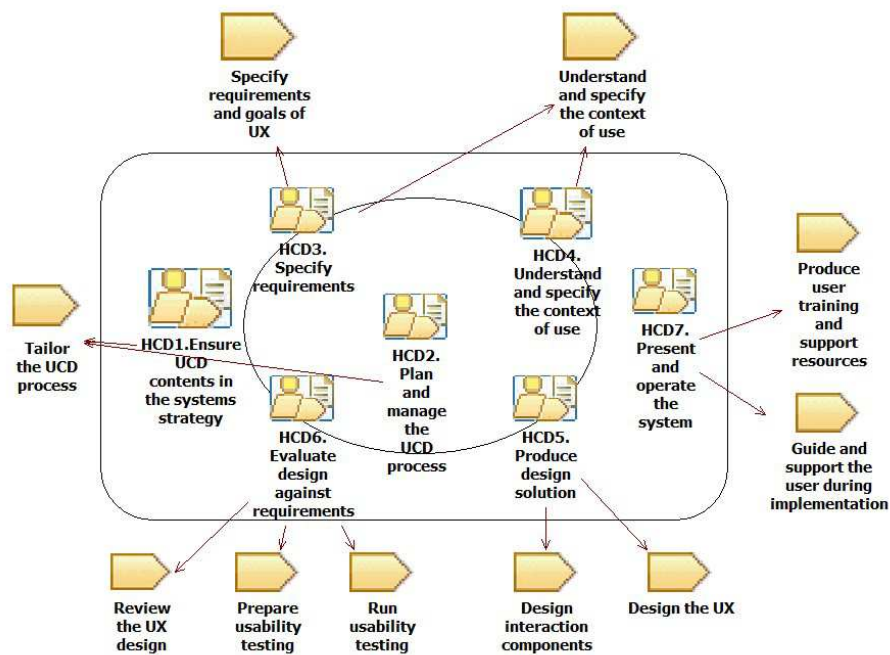 Specify
requirements
and goals of
UX
Understand
and specify
the context
of use
HCD3.
Specify
requirements
HCD4.
Understand
and specify
the context
of use
Tailor
the UCD
process
HCD1.Ensure
UCD
contents in
the systems
strategy
HCD2.
Plan
and
manage
the
UCD
process
HCD7.
Present
and
operate
the
system
Produce
user
training
and
support
resources
HCD6.
Evaluate
design
against
requirements
HCD5.
Produce
design
solution
Guide and
support the
user during
implementation
Review
the UX
design
Prepare
usability
testing
Run
usability
testing
Design
interaction
components
Design the UX